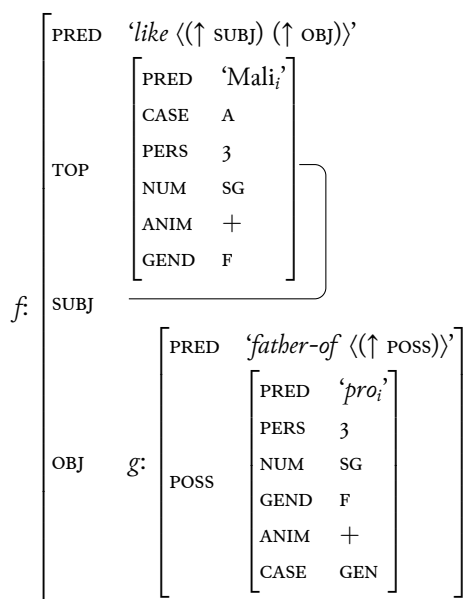 PRED ‘like ⟨(↑ SUBJ) (↑ OBJ)⟩’
TOP
PRED ‘Maliᵢ’
CASE A
PERS 3
NUM SG
ANIM +
GEND F
f:
SUBJ
OBJ
g:
PRED ‘father-of ⟨(↑ POSS)⟩’
POSS
PRED ‘proᵢ’
PERS 3
NUM SG
GEND F
ANIM +
CASE GEN